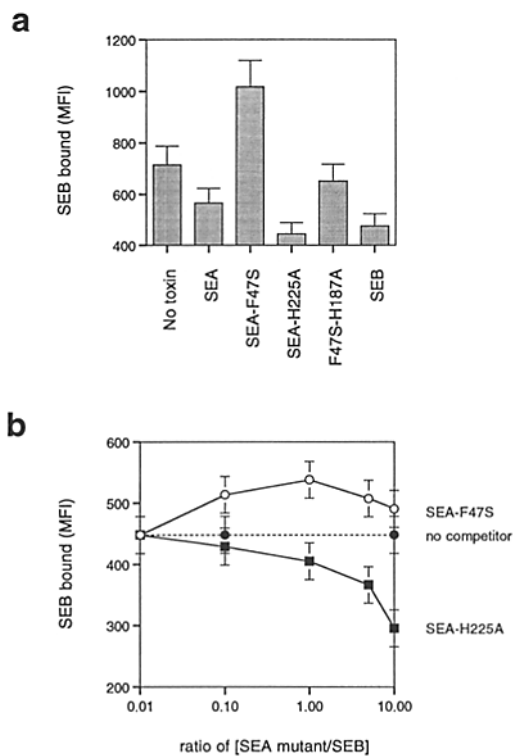 a
1200
1000
800
600
400
SEB bound (MFI)
No toxin
SEA
SEA-F47S
SEA-H225A
F47S-H187A
SEB
b
600
500
400
300
200
SEB bound (MFI)
SEA-F47S
no competitor
SEA-H225A
0.01
0.10
1.00
10.00
ratio of [SEA mutant/SEB]